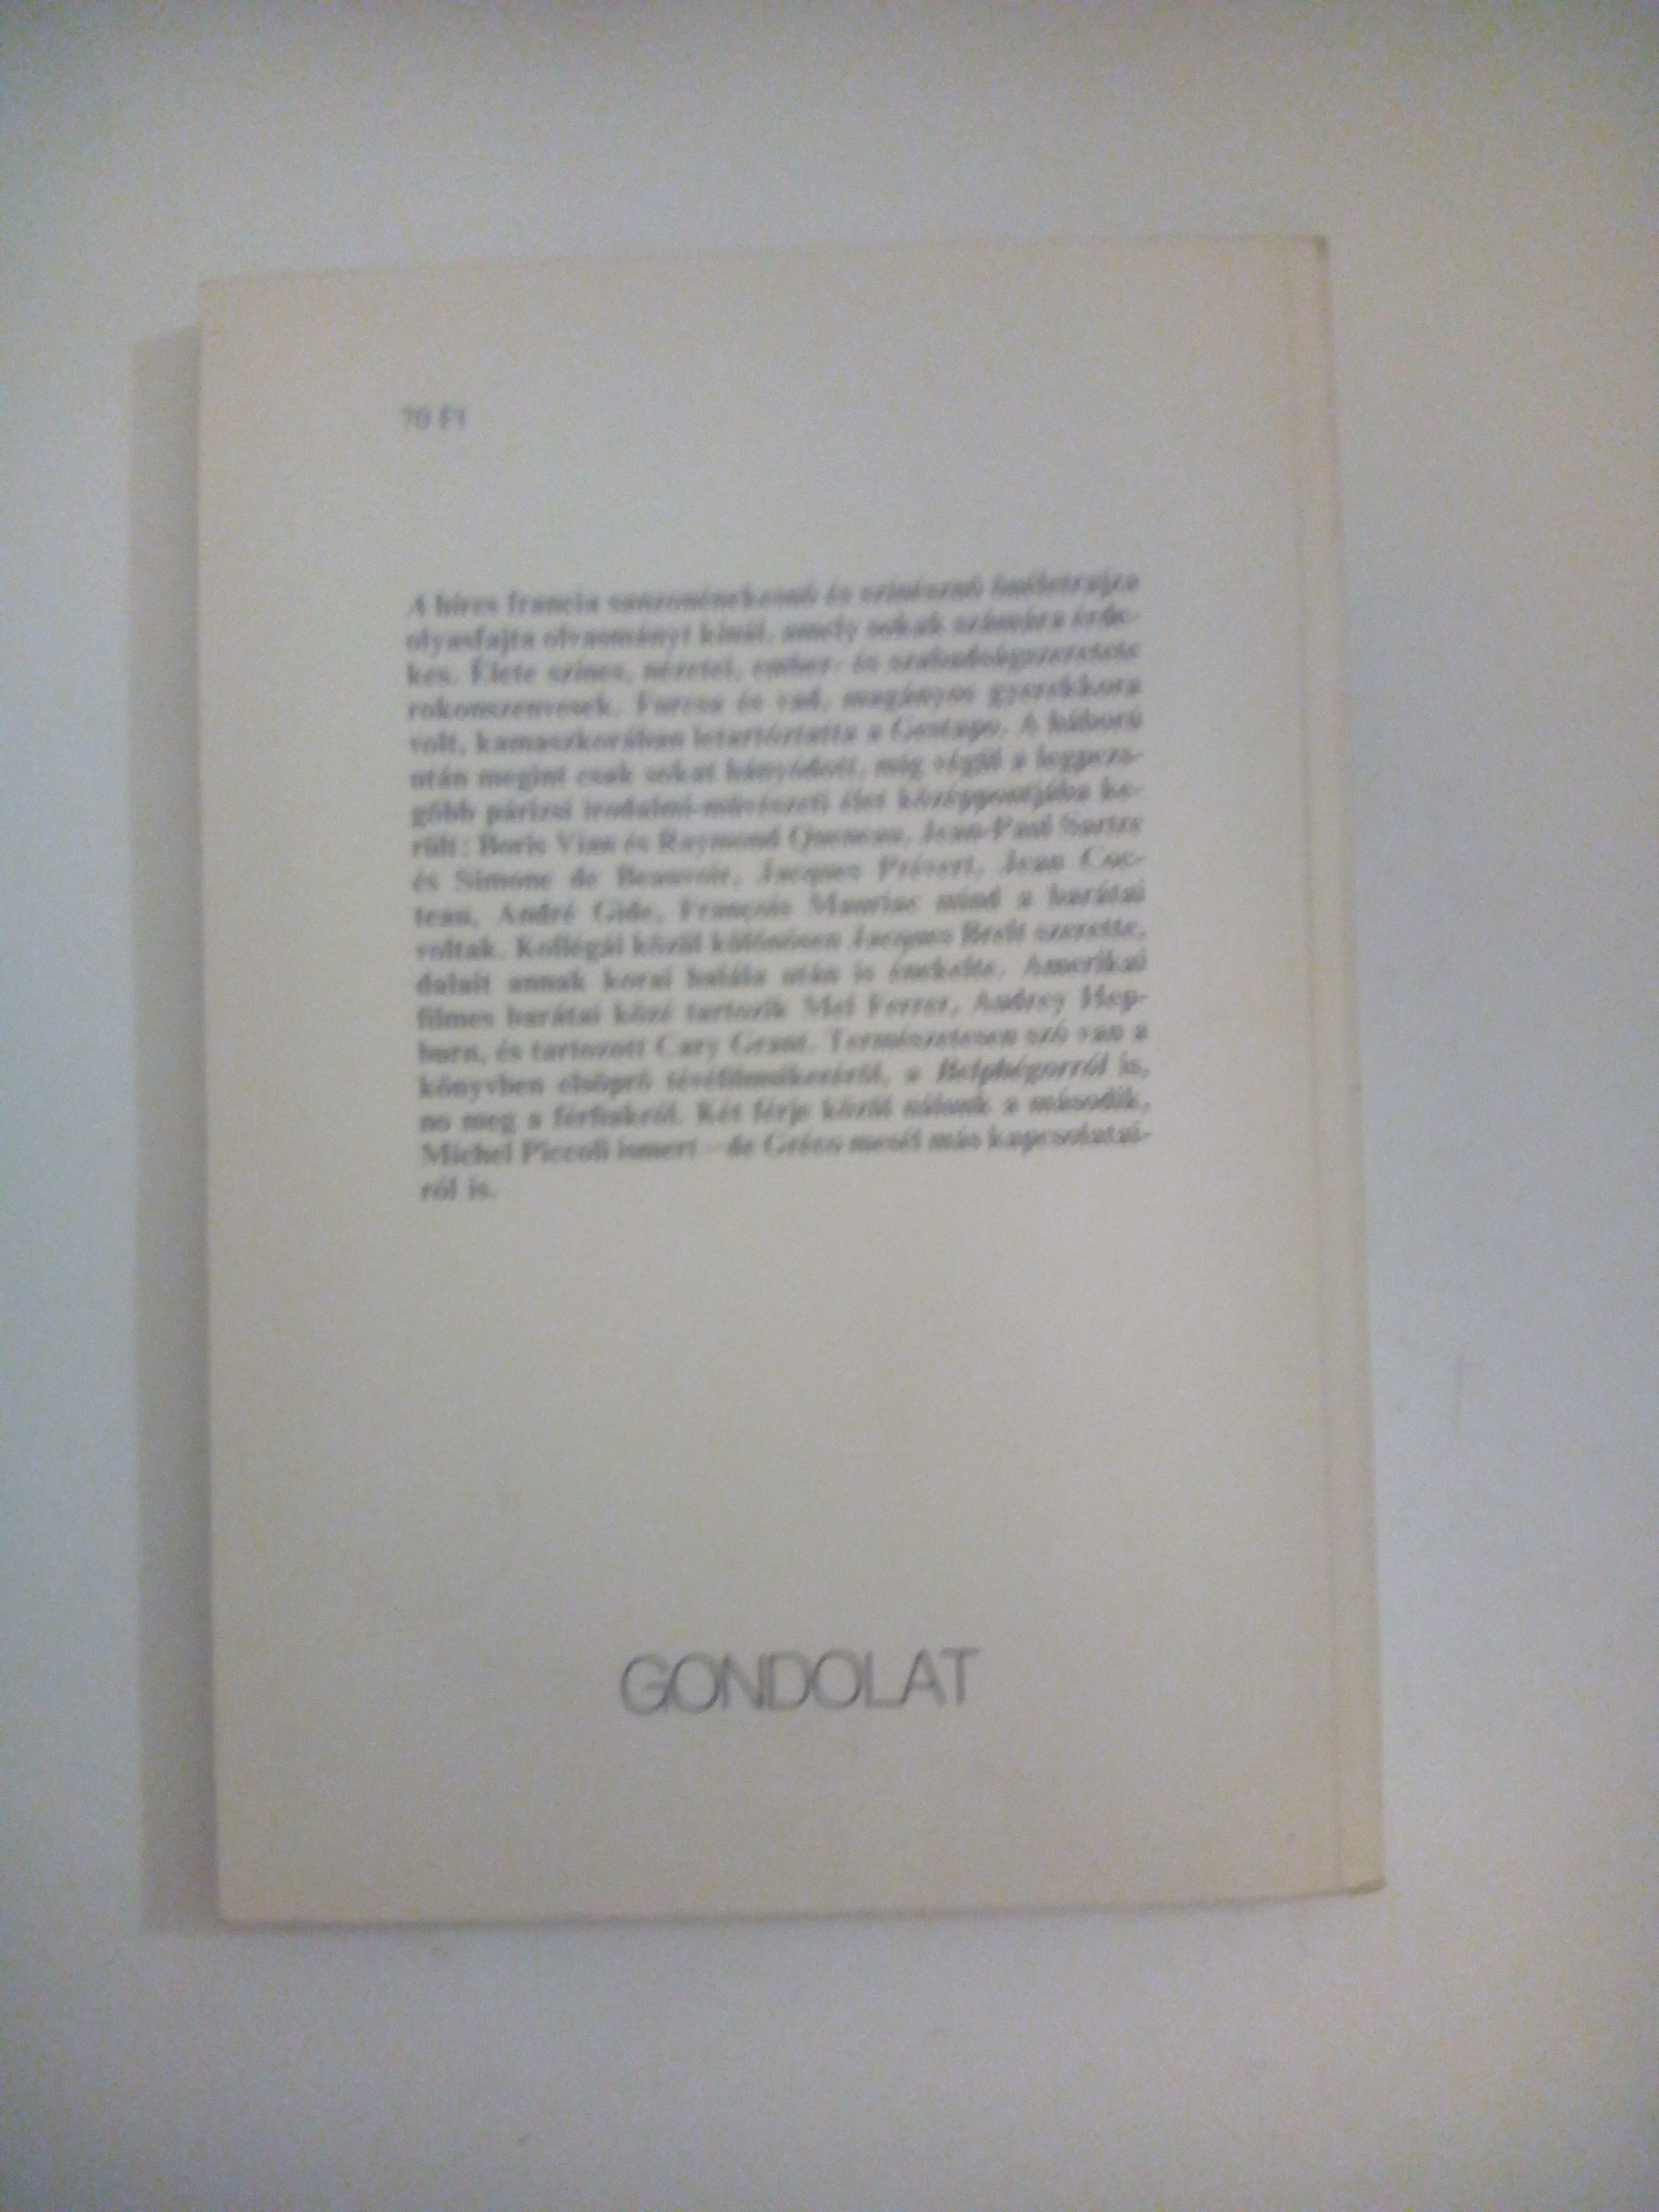 70 Ft
A híres francia sanzonénekesnő és színésznő önéletrajza
olyasfajta olvasmányt kínál, amely sokak számára érde-
kes. Élete színes, nézetei, ember- és szabadságszeretete
rokonszenvesek. Furcsa és vad, magányos gyerekkora
volt, kamaszkorában letartóztatta a Gestapo. A háború
után megint csak sokat hányódott, míg végül a legpezs-
gőbb párizsi irodalmi-művészeti élet középpontjába ke-
rült: Boris Vian és Raymond Queneau, Jean-Paul Sartre
és Simone de Beauvoir, Jacques Prévert, Jean Coc-
teau, André Gide, François Mauriac mind a barátai
voltak. Kollégái közül különösen Jacques Brelt szerette,
dalait annak korai halála után is énekelte. Amerikai
filmes barátai közé tartozik Mel Ferrer, Audrey Hep-
burn, és tartozott Cary Grant. Természetesen szó van a
könyvben elsöprő tévéfilmsikeréről, a Belphégorról is,
no meg a férfiakról. Két férje közül nálunk a második,
Michel Piccoli ismert – de Gréco mesél más kapcsolatai-
ról is.
GONDOLAT